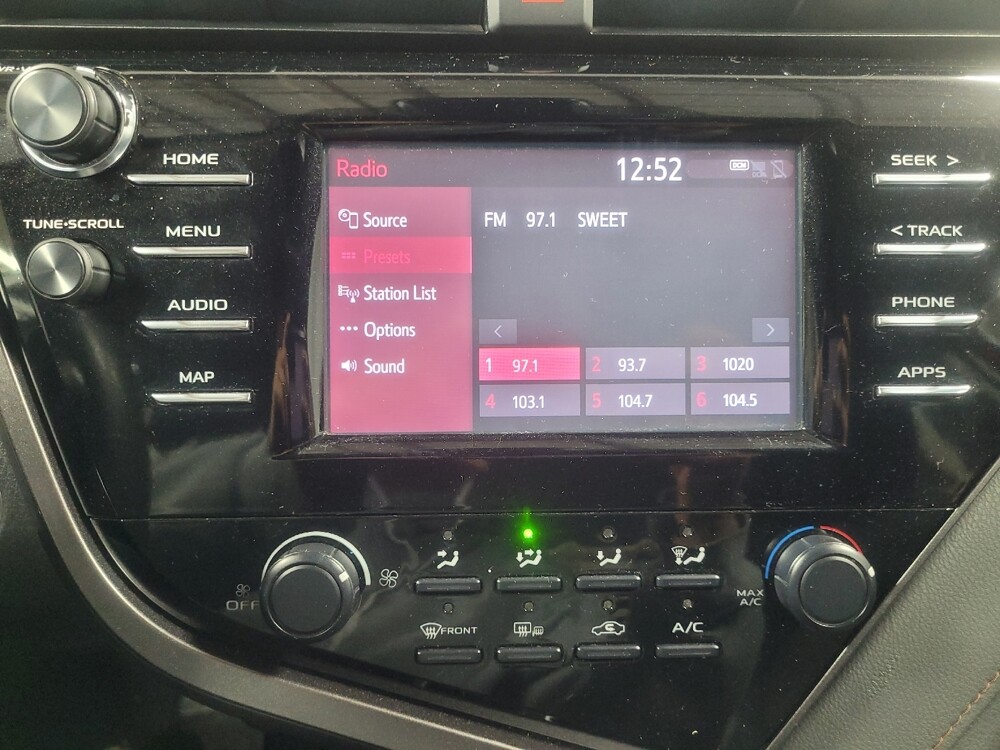 HOME
TUNE•SCROLL
MENU
AUDIO
MAP
Radio 12:52 DCM
DCM
Source
Presets
Station List
Options
Sound
FM 97.1 SWEET
< >
1 97.1 2 93.7 3 1020
4 103.1 5 104.7 6 104.5
SEEK >
< TRACK
PHONE
APPS
OFF
MAX
A/C
FRONT
A/C